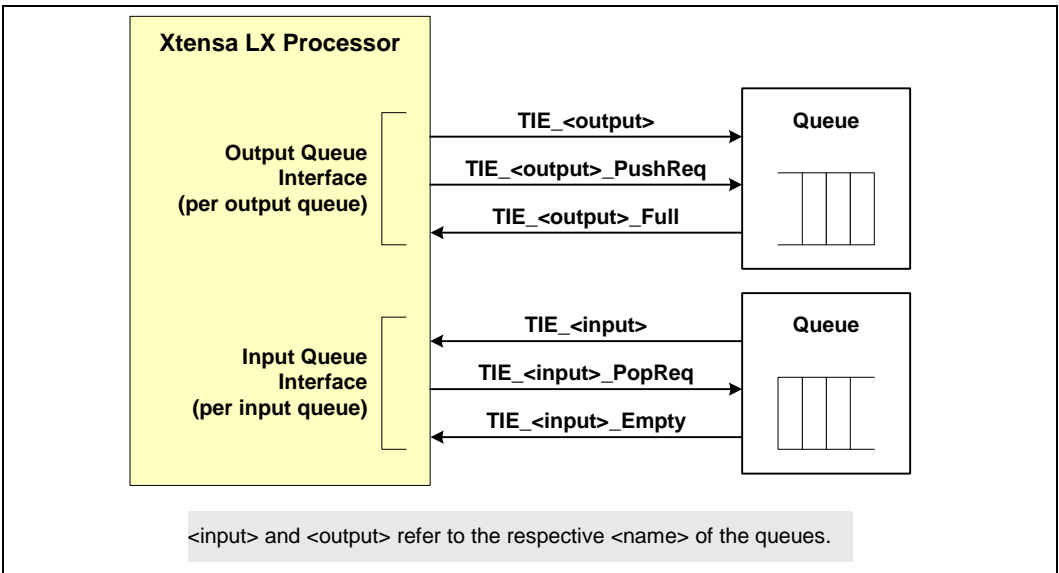 Xtensa LX Processor
Output Queue
Interface
(per output queue)
TIE_<output>
TIE_<output>_PushReq
TIE_<output>_Full
Queue
Input Queue
Interface
(per input queue)
TIE_<input>
TIE_<input>_PopReq
TIE_<input>_Empty
Queue
<input> and <output> refer to the respective <name> of the queues.